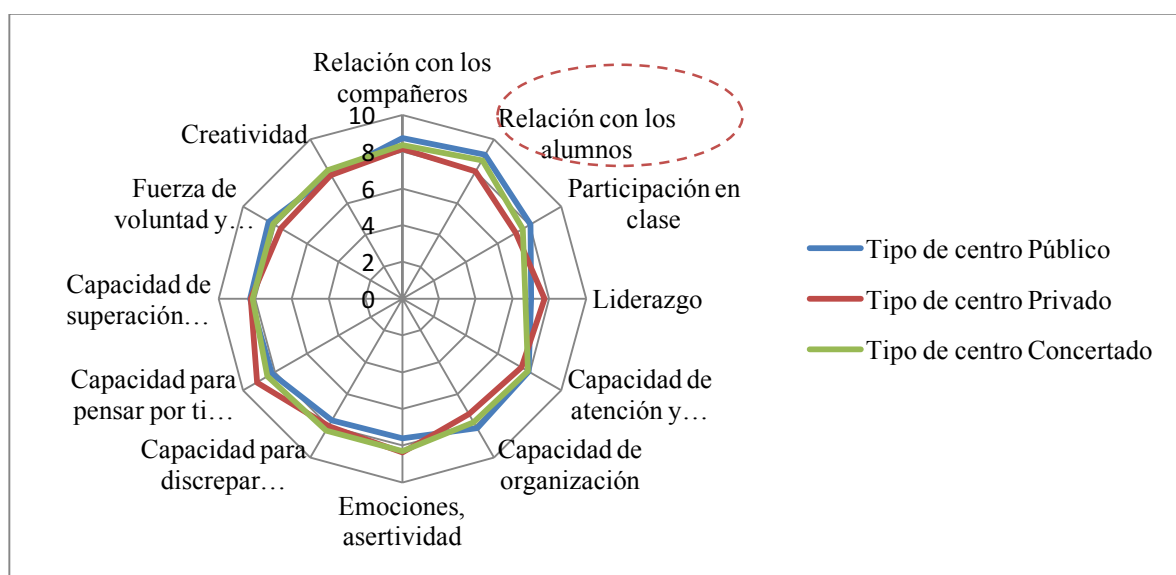 Relación con los
compañeros
Relación con los
alumnos
Participación en
clase
Liderazgo
Capacidad de
atención y…
Capacidad de
organización
Emociones,
asertividad
Capacidad para
discrepar…
Capacidad para
pensar por ti…
Capacidad de
superación…
Fuerza de
voluntad y…
Creatividad
10
8
6
4
2
0
Tipo de centro Público
Tipo de centro Privado
Tipo de centro Concertado